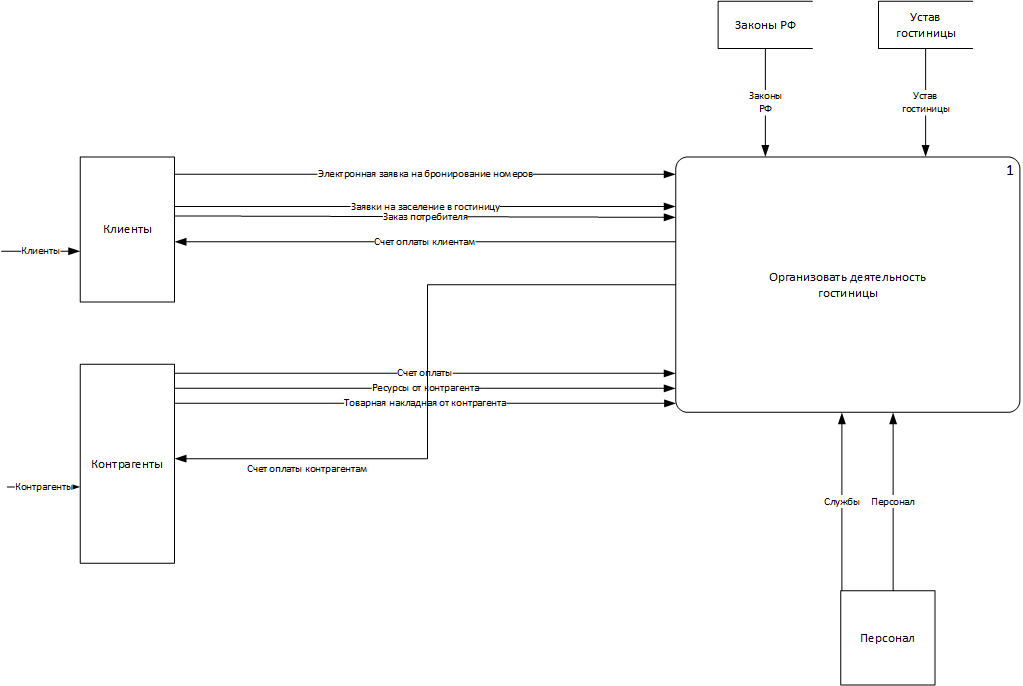 Законы РФ
Устав
гостиницы
Законы
РФ
Устав
гостиницы
1
Электронная заявка на бронирование номеров
Заявки на заселение в гостиницу
Заказ потребителя
Клиенты
Счет оплаты клиентам
Клиенты
Организовать деятельность
гостиницы
Счет оплаты
Ресурсы от контрагента
Товарная накладная от контрагента
Контрагенты
Счет оплаты контрагентам
Контрагенты
Службы
Персонал
Персонал